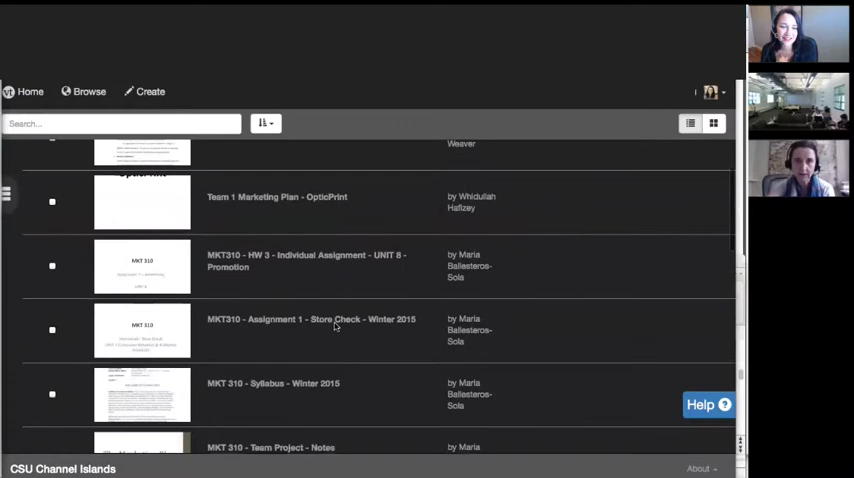 vt Home Browse Create
Search...
Weaver
Team 1 Marketing Plan - OpticPrint
by Whidullah
Hafizey
MKT 310
MKT310 - HW 3 - Individual Assignment - UNIT 8 -
Promotion
by Maria
Ballesteros-
Sola
MKT 310
MKT310 - Assignment 1 - Store Check - Winter 2015
by Maria
Ballesteros-
Sola
MKT 310 - Syllabus - Winter 2015
by Maria
Ballesteros-
Sola
Help ?
MKT 310 - Team Project - Notes
by Maria
CSU Channel Islands
About